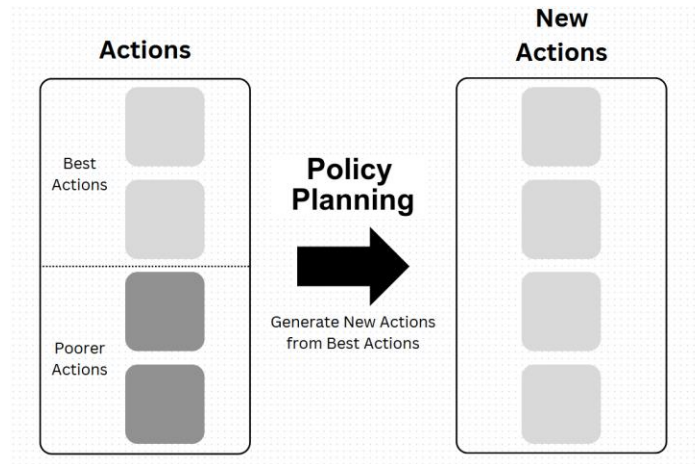 Actions
Best
Actions
Poorer
Actions
Policy
Planning
Generate New Actions
from Best Actions
New
Actions